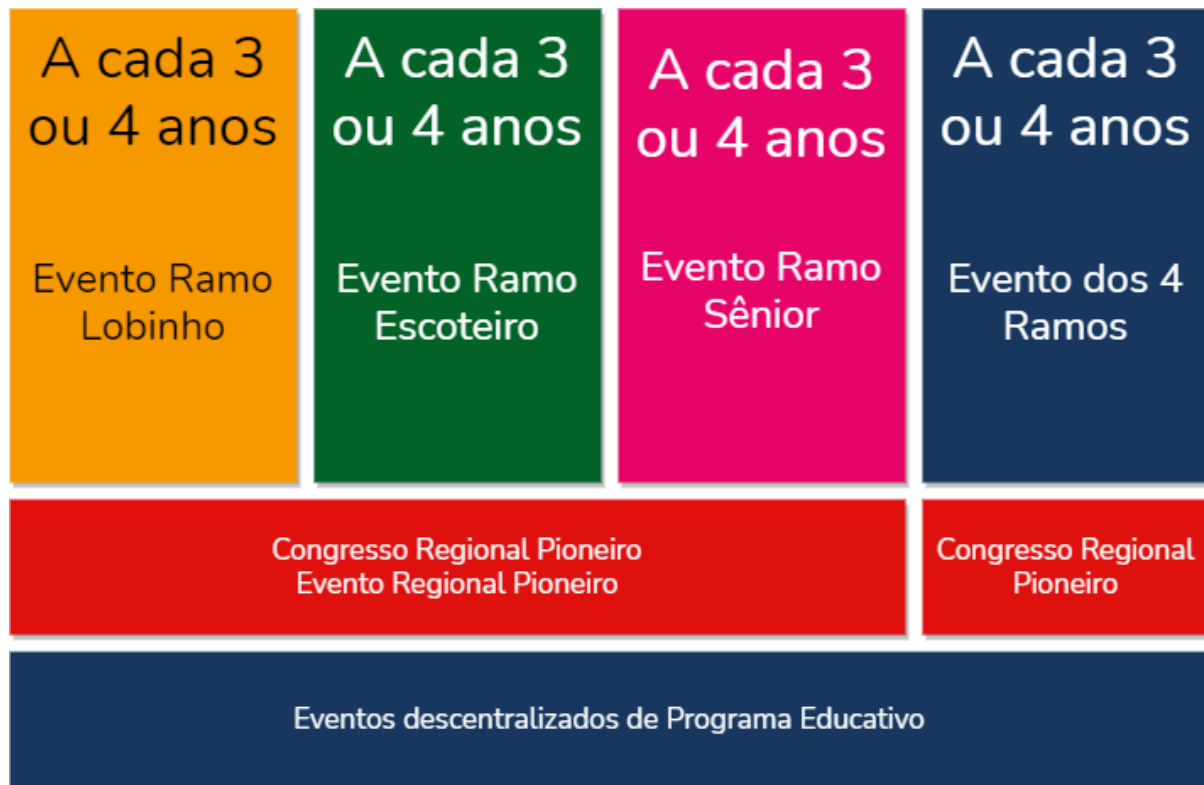 A cada 3
ou 4 anos
Evento Ramo
Lobinho
A cada 3
ou 4 anos
Evento Ramo
Escoteiro
A cada 3
ou 4 anos
Evento Ramo
Sênior
A cada 3
ou 4 anos
Evento dos 4
Ramos
Congresso Regional Pioneiro
Evento Regional Pioneiro
Congresso Regional
Pioneiro
Eventos descentralizados de Programa Educativo